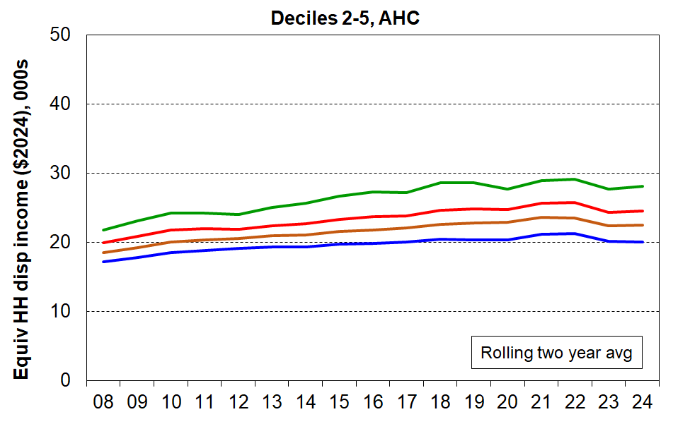 Deciles 2-5, AHC
Equiv HH disp income ($2024), 000s
50
40
30
20
10
0
Rolling two year avg
08 09 10 11 12 13 14 15 16 17 18 19 20 21 22 23 24